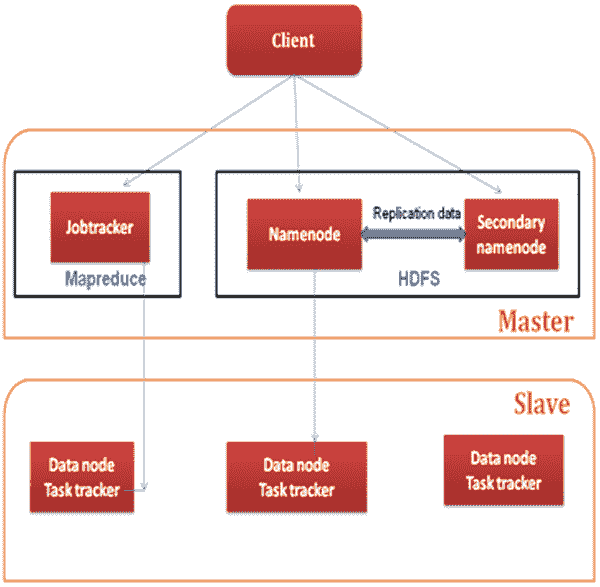 Client
Jobtracker
Mapreduce
Namenode
Replication data
Secondary
namenode
HDFS
Master
Slave
Data node
Task tracker
Data node
Task tracker
Data node
Task tracker